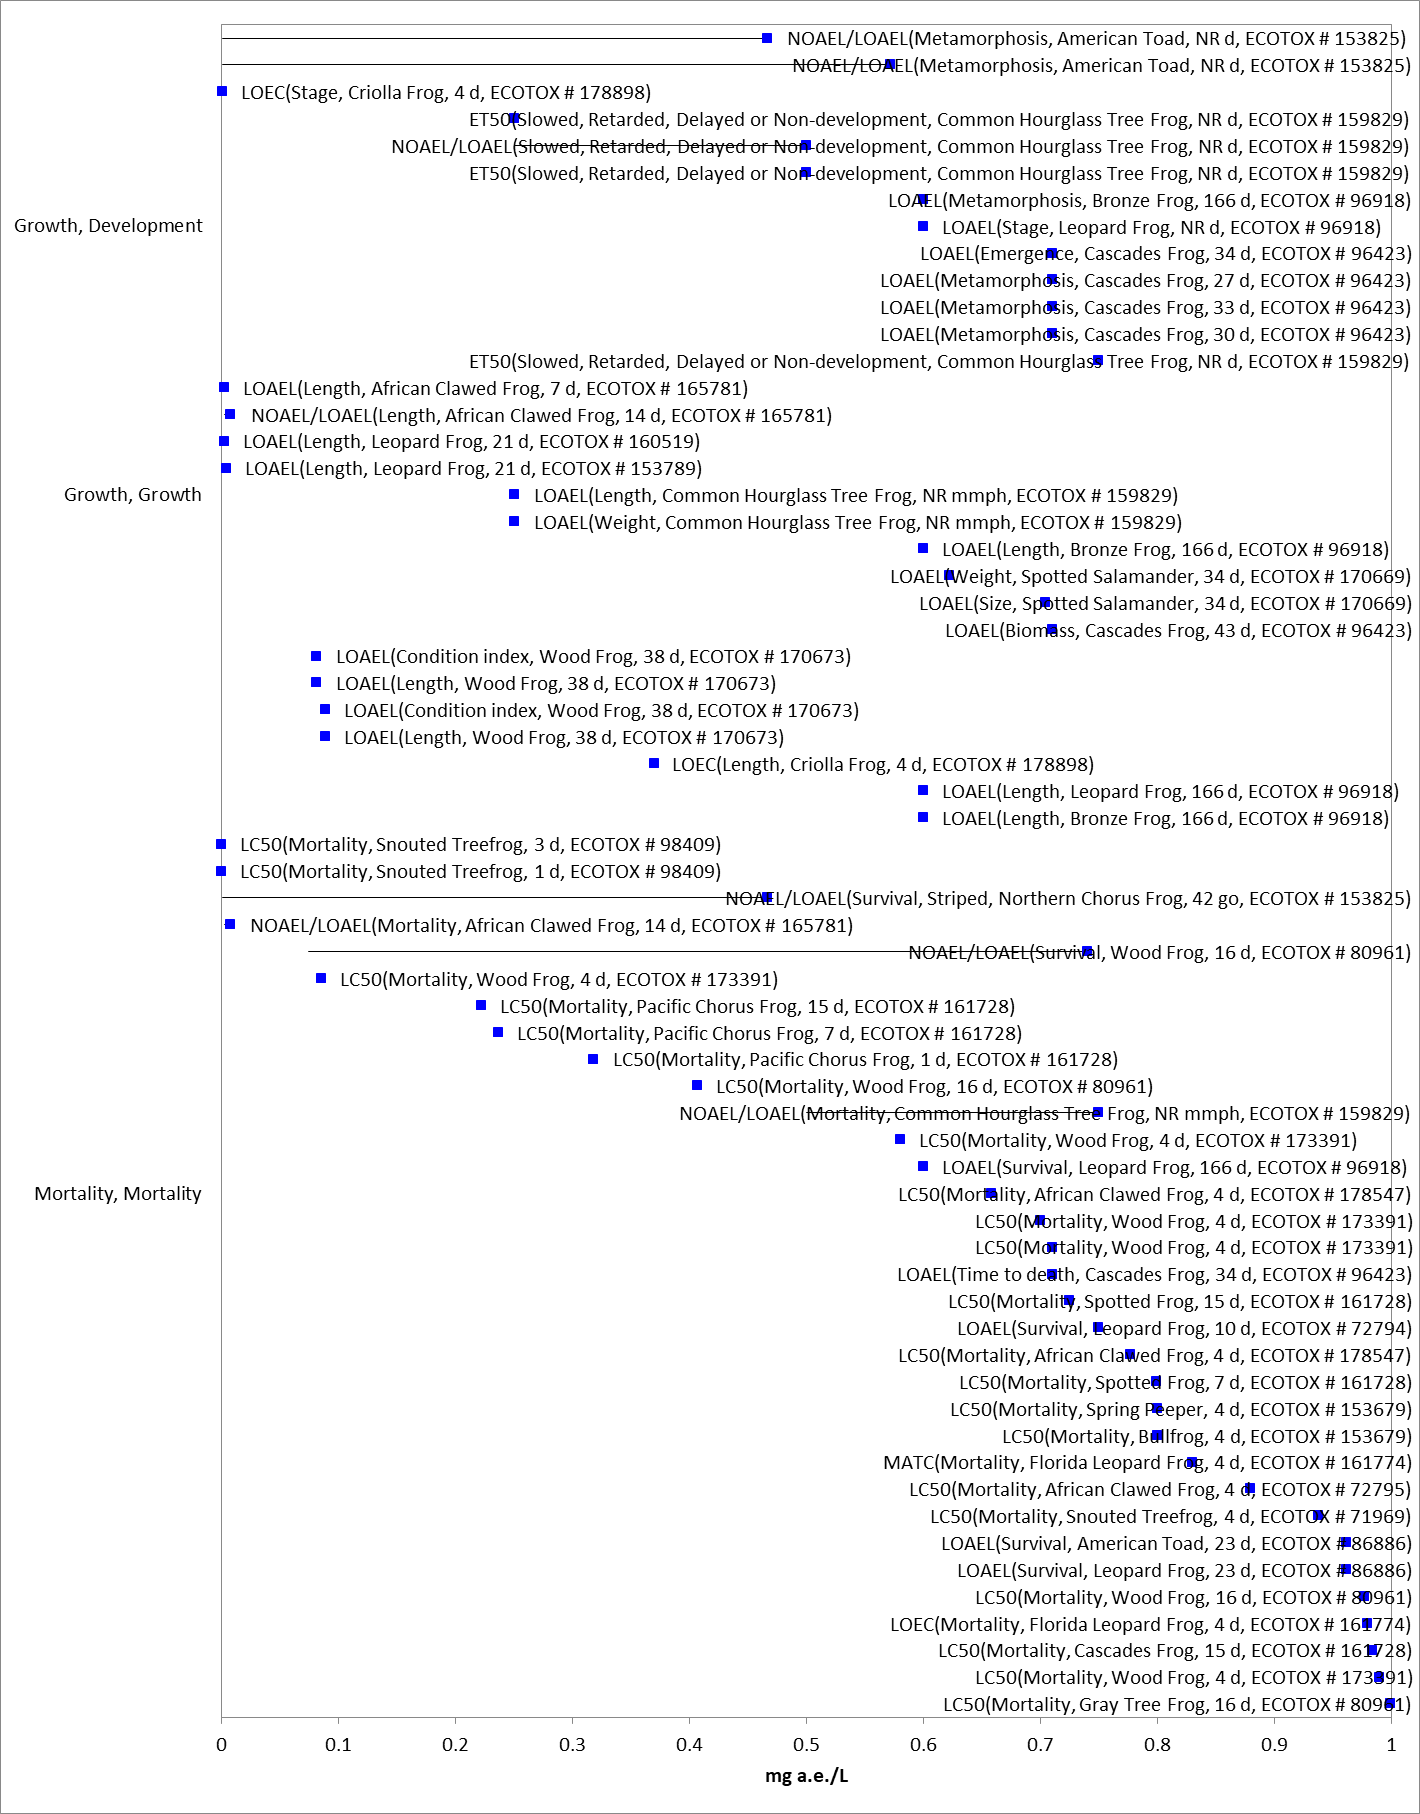 NOAEL/LOAEL(Metamorphosis, American Toad, NR d, ECOTOX # 153825)
NOAEL/LOAEL(Metamorphosis, American Toad, NR d, ECOTOX # 153825)
LOEC(Stage, Criolla Frog, 4 d, ECOTOX # 178898)
ET50(Slowed, Retarded, Delayed or Non-development, Common Hourglass Tree Frog, NR d, ECOTOX # 159829)
NOAEL/LOAEL(Slowed, Retarded, Delayed or Non-development, Common Hourglass Tree Frog, NR d, ECOTOX # 159829)
ET50(Slowed, Retarded, Delayed or Non-development, Common Hourglass Tree Frog, NR d, ECOTOX # 159829)
LOAEL(Metamorphosis, Bronze Frog, 166 d, ECOTOX # 96918)
Growth, Development
LOAEL(Stage, Leopard Frog, NR d, ECOTOX # 96918)
LOAEL(Emergence, Cascades Frog, 34 d, ECOTOX # 96423)
LOAEL(Metamorphosis, Cascades Frog, 27 d, ECOTOX # 96423)
LOAEL(Metamorphosis, Cascades Frog, 33 d, ECOTOX # 96423)
LOAEL(Metamorphosis, Cascades Frog, 30 d, ECOTOX # 96423)
ET50(Slowed, Retarded, Delayed or Non-development, Common Hourglass Tree Frog, NR d, ECOTOX # 159829)
LOAEL(Length, African Clawed Frog, 7 d, ECOTOX # 165781)
NOAEL/LOAEL(Length, African Clawed Frog, 14 d, ECOTOX # 165781)
LOAEL(Length, Leopard Frog, 21 d, ECOTOX # 160519)
LOAEL(Length, Leopard Frog, 21 d, ECOTOX # 153789)
Growth, Growth
LOAEL(Length, Common Hourglass Tree Frog, NR mmph, ECOTOX # 159829)
LOAEL(Weight, Common Hourglass Tree Frog, NR mmph, ECOTOX # 159829)
LOAEL(Length, Bronze Frog, 166 d, ECOTOX # 96918)
LOAEL(Weight, Spotted Salamander, 34 d, ECOTOX # 170669)
LOAEL(Size, Spotted Salamander, 34 d, ECOTOX # 170669)
LOAEL(Biomass, Cascades Frog, 43 d, ECOTOX # 96423)
LOAEL(Condition index, Wood Frog, 38 d, ECOTOX # 170673)
LOAEL(Length, Wood Frog, 38 d, ECOTOX # 170673)
LOAEL(Condition index, Wood Frog, 38 d, ECOTOX # 170673)
LOAEL(Length, Wood Frog, 38 d, ECOTOX # 170673)
LOEC(Length, Criolla Frog, 4 d, ECOTOX # 178898)
LOAEL(Length, Leopard Frog, 166 d, ECOTOX # 96918)
LOAEL(Length, Bronze Frog, 166 d, ECOTOX # 96918)
LC50(Mortality, Snouted Treefrog, 3 d, ECOTOX # 98409)
LC50(Mortality, Snouted Treefrog, 1 d, ECOTOX # 98409)
NOAEL/LOAEL(Survival, Striped, Northern Chorus Frog, 42 go, ECOTOX # 153825)
NOAEL/LOAEL(Mortality, African Clawed Frog, 14 d, ECOTOX # 165781)
NOAEL/LOAEL(Survival, Wood Frog, 16 d, ECOTOX # 80961)
LC50(Mortality, Wood Frog, 4 d, ECOTOX # 173391)
LC50(Mortality, Pacific Chorus Frog, 15 d, ECOTOX # 161728)
LC50(Mortality, Pacific Chorus Frog, 7 d, ECOTOX # 161728)
LC50(Mortality, Pacific Chorus Frog, 1 d, ECOTOX # 161728)
LC50(Mortality, Wood Frog, 16 d, ECOTOX # 80961)
NOAEL/LOAEL(Mortality, Common Hourglass Tree Frog, NR mmph, ECOTOX # 159829)
LC50(Mortality, Wood Frog, 4 d, ECOTOX # 173391)
LOAEL(Survival, Leopard Frog, 166 d, ECOTOX # 96918)
Mortality, Mortality
LC50(Mortality, African Clawed Frog, 4 d, ECOTOX # 178547)
LC50(Mortality, Wood Frog, 4 d, ECOTOX # 173391)
LC50(Mortality, Wood Frog, 4 d, ECOTOX # 173391)
LOAEL(Time to death, Cascades Frog, 34 d, ECOTOX # 96423)
LC50(Mortality, Spotted Frog, 15 d, ECOTOX # 161728)
LOAEL(Survival, Leopard Frog, 10 d, ECOTOX # 72794)
LC50(Mortality, African Clawed Frog, 4 d, ECOTOX # 178547)
LC50(Mortality, Spotted Frog, 7 d, ECOTOX # 161728)
LC50(Mortality, Spring Peeper, 4 d, ECOTOX # 153679)
LC50(Mortality, Bullfrog, 4 d, ECOTOX # 153679)
MATC(Mortality, Florida Leopard Frog, 4 d, ECOTOX # 161774)
LC50(Mortality, African Clawed Frog, 4 d, ECOTOX # 72795)
LC50(Mortality, Snouted Treefrog, 4 d, ECOTOX # 71969)
LOAEL(Survival, American Toad, 23 d, ECOTOX # 86886)
LOAEL(Survival, Leopard Frog, 23 d, ECOTOX # 86886)
LC50(Mortality, Wood Frog, 16 d, ECOTOX # 80961)
LOEC(Mortality, Florida Leopard Frog, 4 d, ECOTOX # 161774)
LC50(Mortality, Cascades Frog, 15 d, ECOTOX # 161728)
LC50(Mortality, Wood Frog, 4 d, ECOTOX # 173391)
LC50(Mortality, Gray Tree Frog, 16 d, ECOTOX # 80961)
0 0.1 0.2 0.3 0.4 0.5 0.6 0.7 0.8 0.9 1
mg a.e./L